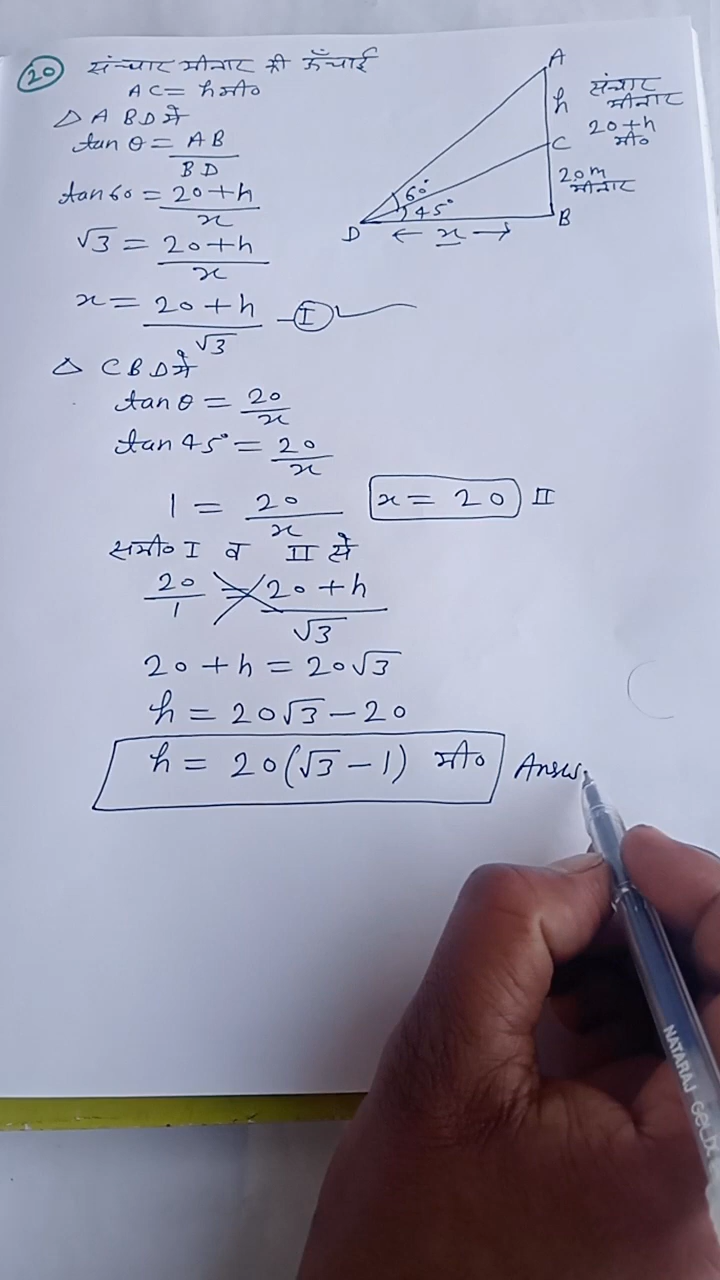 20 संन्चार मीनार की ऊँचाई
AC = h मी०
△ A B D में
tan θ = AB / BD
tan 60 = 20+h / x
√3 = 20+h / x
x = 20+h / √3 — I
△ C B D में
tan θ = 20 / x
tan 45° = 20 / x
1 = 20 / x x = 20 II
समी० I व II से
20 / 1 = 20+h / √3
20+h = 20√3
h = 20√3 - 20
h = 20(√3 - 1) मी० Answ
A
h संचार मीनार
20+h मी०
C
20m मीनार
60°
45°
D ← x → B
NATARAJ GELIX